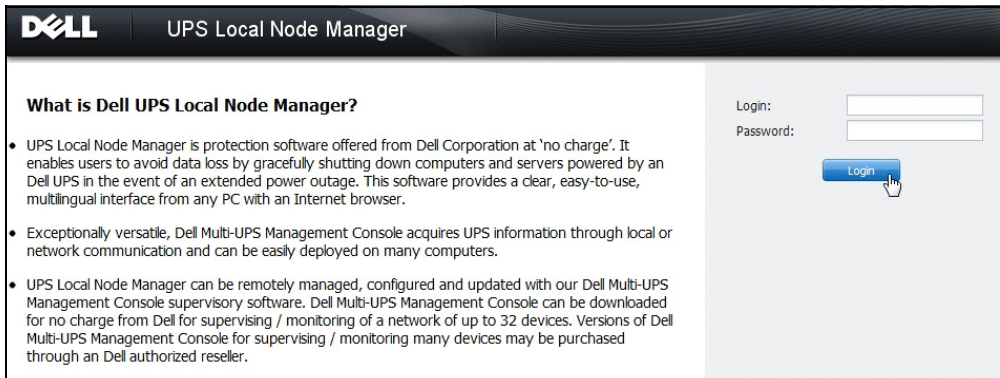 DELL
UPS Local Node Manager
What is Dell UPS Local Node Manager?
• UPS Local Node Manager is protection software offered from Dell Corporation at ‘no charge’. It
enables users to avoid data loss by gracefully shutting down computers and servers powered by an
Dell UPS in the event of an extended power outage. This software provides a clear, easy-to-use,
multilingual interface from any PC with an Internet browser.
• Exceptionally versatile, Dell Multi-UPS Management Console acquires UPS information through local or
network communication and can be easily deployed on many computers.
• UPS Local Node Manager can be remotely managed, configured and updated with our Dell Multi-UPS
Management Console supervisory software. Dell Multi-UPS Management Console can be downloaded
for no charge from Dell for supervising / monitoring of a network of up to 32 devices. Versions of Dell
Multi-UPS Management Console for supervising / monitoring many devices may be purchased
through an Dell authorized reseller.
Login:
Password:
Login